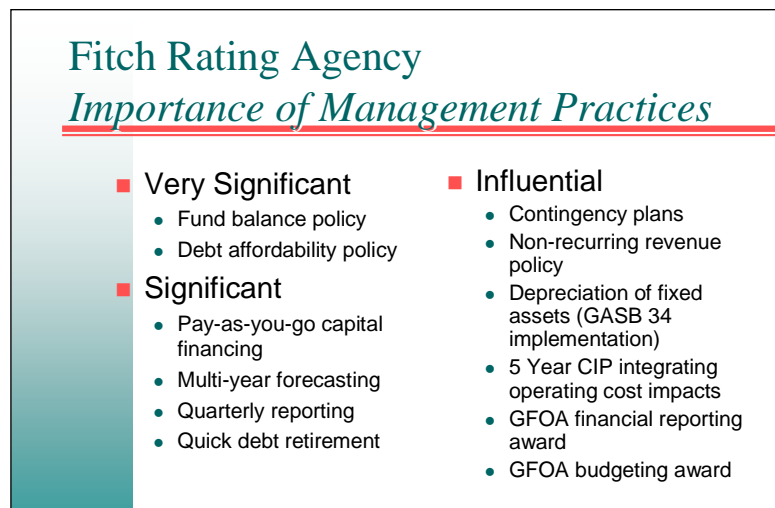 Fitch Rating Agency
Importance of Management Practices
Very Significant
Fund balance policy
Debt affordability policy
Significant
Pay-as-you-go capital
financing
Multi-year forecasting
Quarterly reporting
Quick debt retirement
Influential
Contingency plans
Non-recurring revenue
policy
Depreciation of fixed
assets (GASB 34
implementation)
5 Year CIP integrating
operating cost impacts
GFOA financial reporting
award
GFOA budgeting award